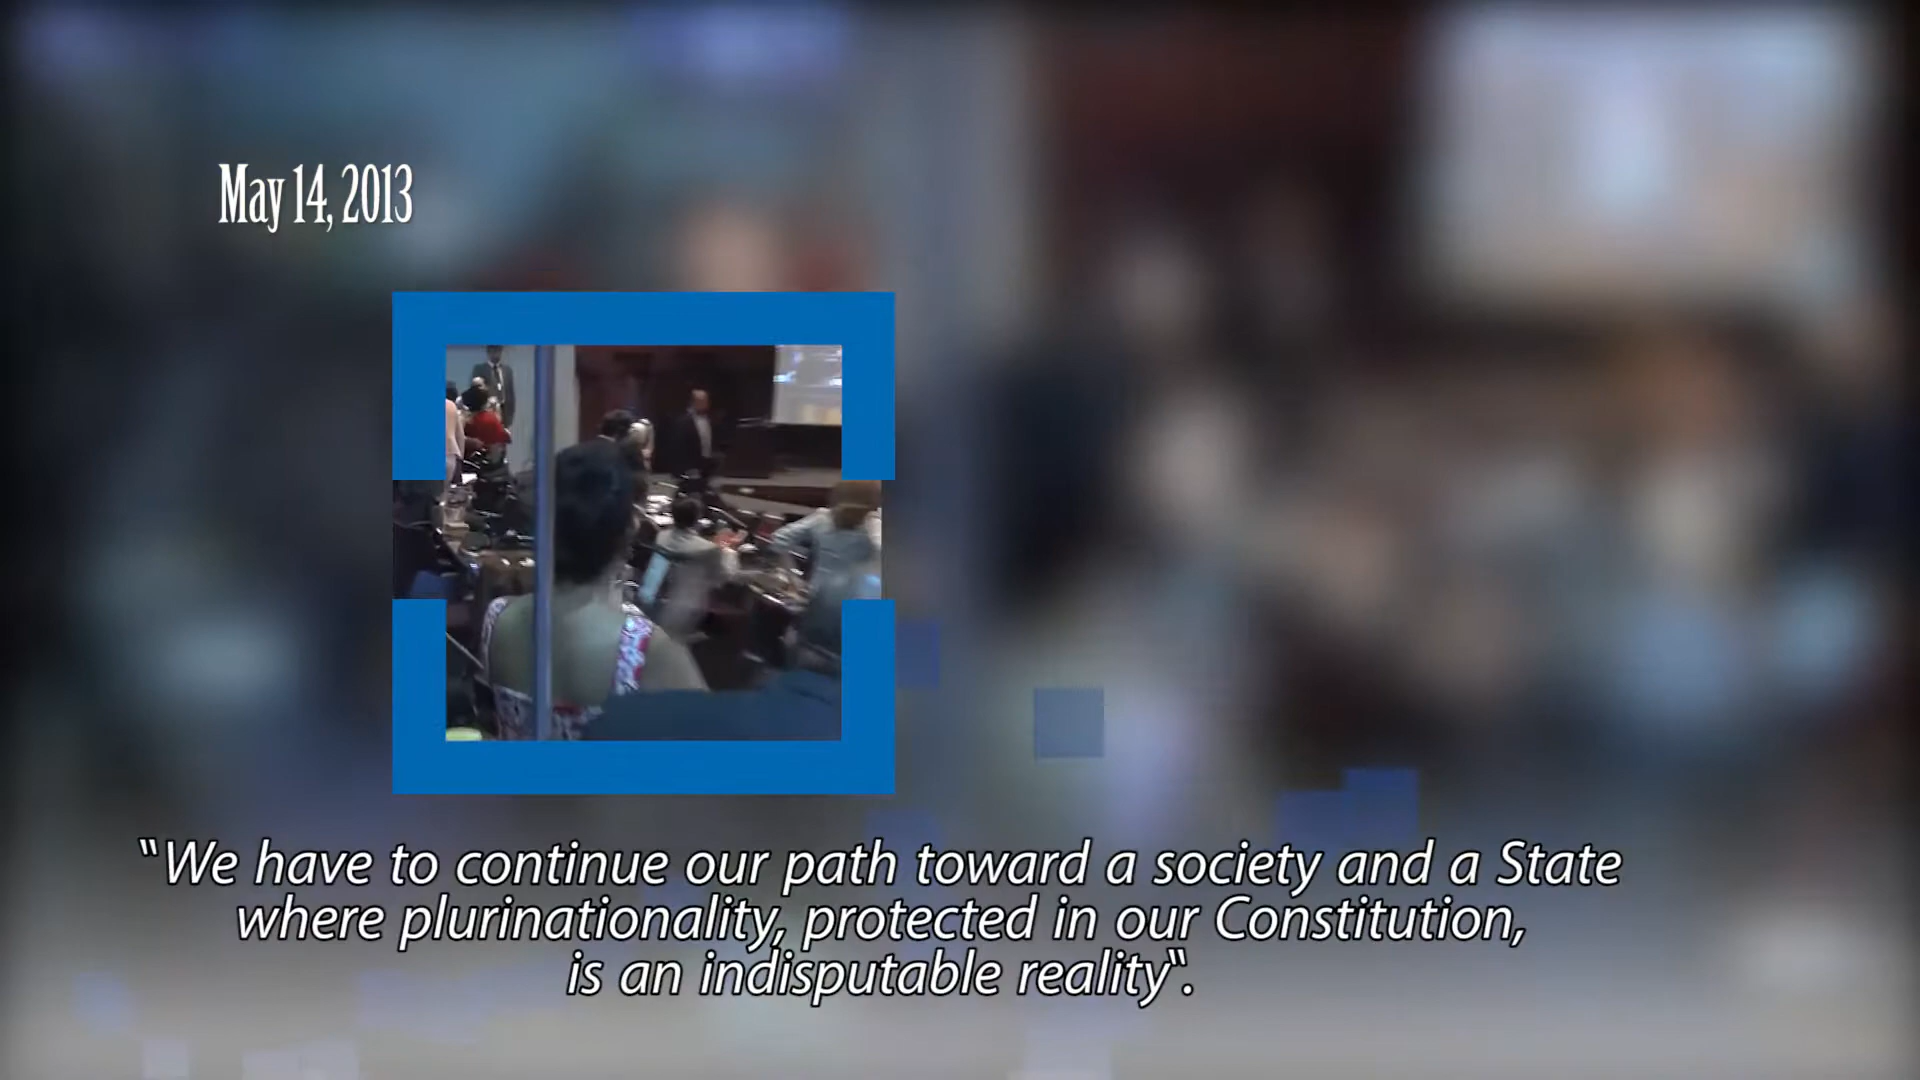 May 14, 2013
“We have to continue our path toward a society and a State
where plurinationality, protected in our Constitution,
is an indisputable reality“.